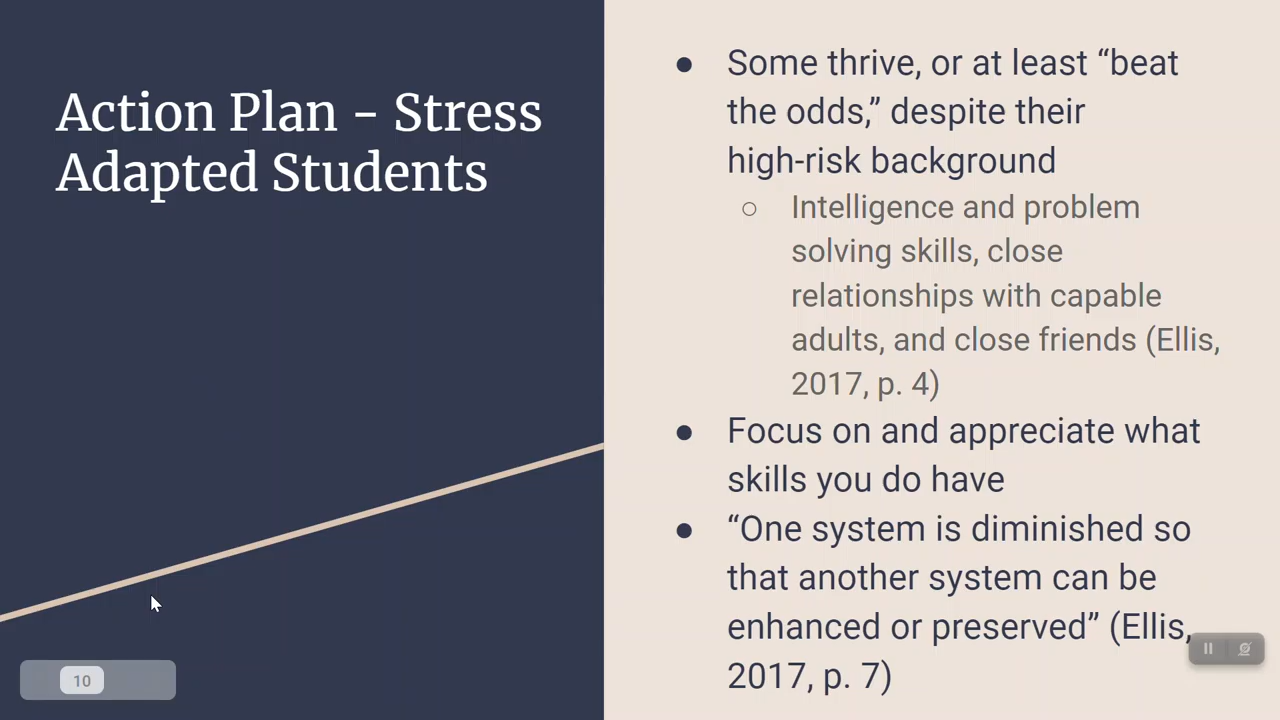 Action Plan - Stress
Adapted Students
● Some thrive, or at least “beat
the odds,” despite their
high-risk background
○ Intelligence and problem
solving skills, close
relationships with capable
adults, and close friends (Ellis,
2017, p. 4)
● Focus on and appreciate what
skills you do have
● “One system is diminished so
that another system can be
enhanced or preserved” (Ellis,
2017, p. 7)
10